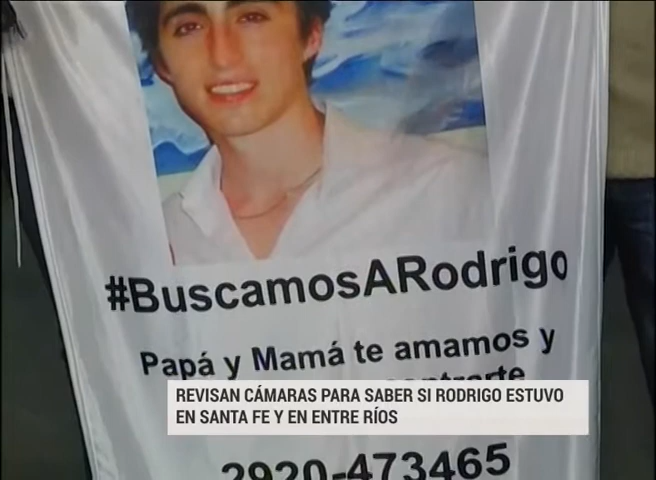 #BuscamosARodrigo
Papá y Mamá te amamos y
REVISAN CÁMARAS PARA SABER SI RODRIGO ESTUVO
EN SANTA FE Y EN ENTRE RÍOS
2920-473465